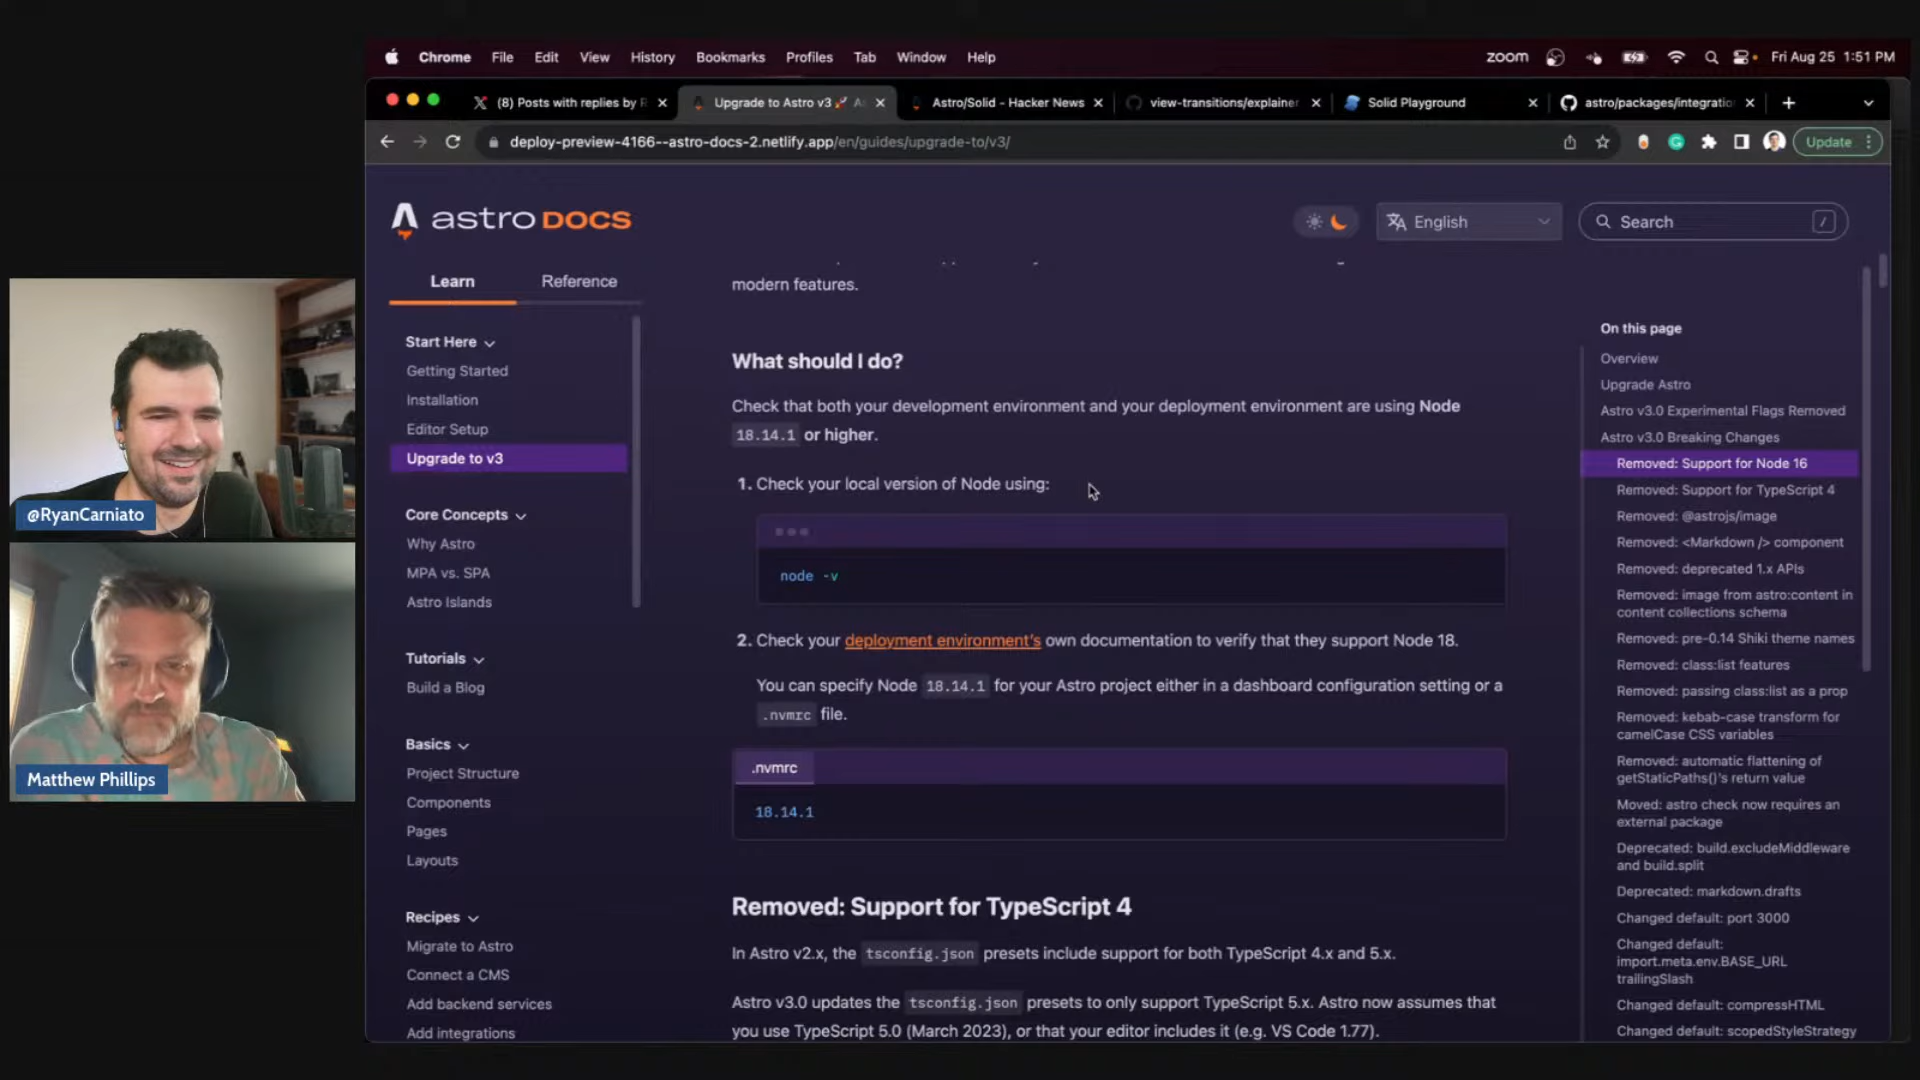 Chrome File Edit View History Bookmarks Profiles Tab Window Help
zoom
Fri Aug 25 1:51 PM
(8) Posts with replies by R
Upgrade to Astro v3 🚀 A
Astro/Solid - Hacker News
view-transitions/explainer
Solid Playground
astro/packages/integratio
deploy-preview-4166--astro-docs-2.netlify.app/en/guides/upgrade-to/v3/
Update
astro DOCS
English
Search
/
Learn
Reference
Start Here
Getting Started
Installation
Editor Setup
Upgrade to v3
Core Concepts
Why Astro
MPA vs. SPA
Astro Islands
Tutorials
Build a Blog
Basics
Project Structure
Components
Pages
Layouts
Recipes
Migrate to Astro
Connect a CMS
Add backend services
Add integrations
modern features.
What should I do?
Check that both your development environment and your deployment environment are using Node
18.14.1 or higher.
1. Check your local version of Node using:
node -v
2. Check your deployment environment's own documentation to verify that they support Node 18.
You can specify Node 18.14.1 for your Astro project either in a dashboard configuration setting or a
.nvmrc file.
.nvmrc
18.14.1
Removed: Support for TypeScript 4
In Astro v2.x, the tsconfig.json presets include support for both TypeScript 4.x and 5.x.
Astro v3.0 updates the tsconfig.json presets to only support TypeScript 5.x. Astro now assumes that
you use TypeScript 5.0 (March 2023), or that your editor includes it (e.g. VS Code 1.77).
On this page
Overview
Upgrade Astro
Astro v3.0 Experimental Flags Removed
Astro v3.0 Breaking Changes
Removed: Support for Node 16
Removed: Support for TypeScript 4
Removed: @astrojs/image
Removed: <Markdown /> component
Removed: deprecated 1.x APIs
Removed: image from astro:content in
content collections schema
Removed: pre-0.14 Shiki theme names
Removed: class:list features
Removed: passing class:list as a prop
Removed: kebab-case transform for
camelCase CSS variables
Removed: automatic flattening of
getStaticPaths()'s return value
Moved: astro check now requires an
external package
Deprecated: build.excludeMiddleware
and build.split
Deprecated: markdown.drafts
Changed default: port 3000
Changed default:
import.meta.env.BASE_URL
trailingSlash
Changed default: compressHTML
Changed default: scopedStyleStrategy
@RyanCarniato
Matthew Phillips